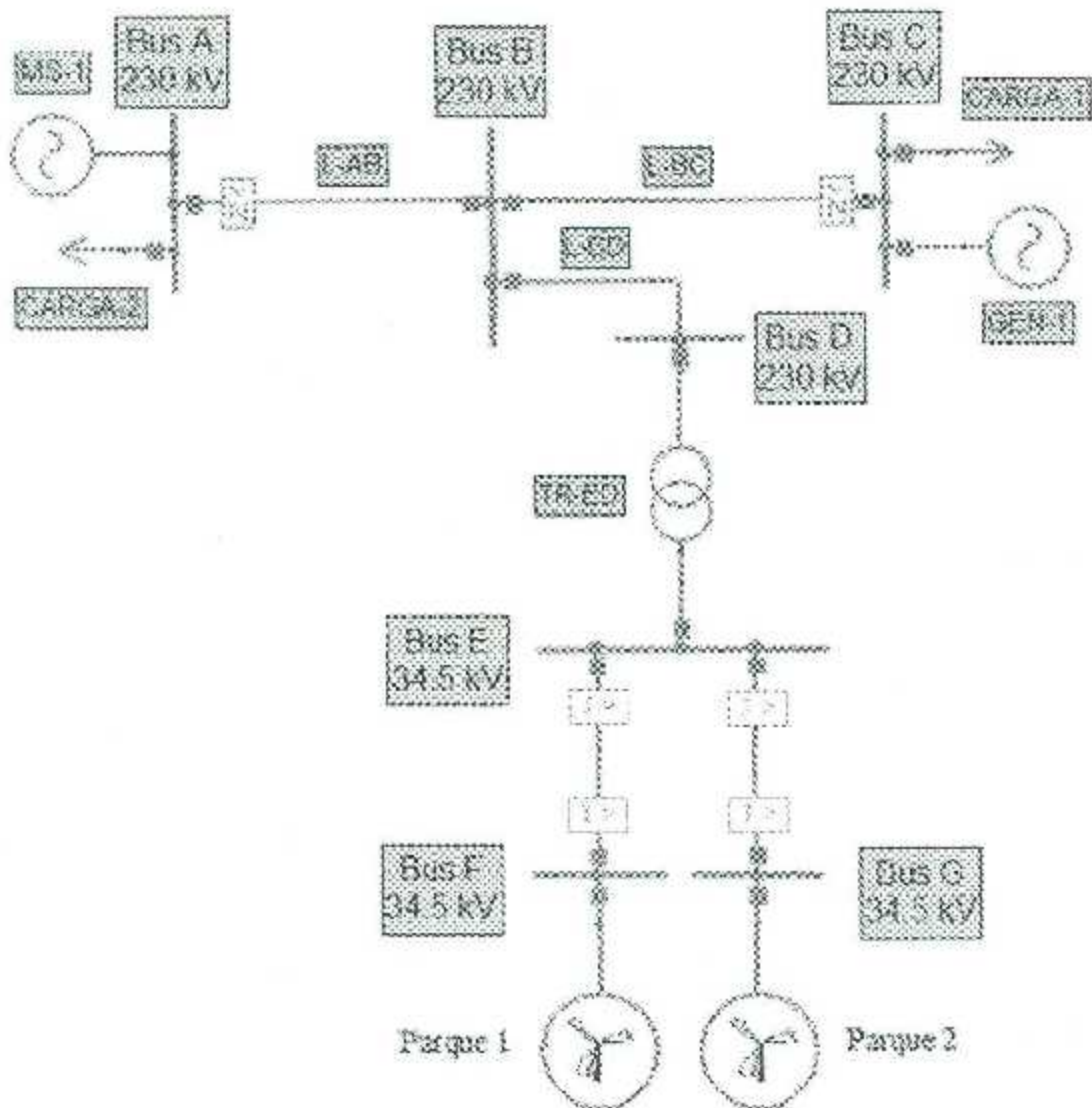 Bus A
230 kV
MS-1
Bus B
230 kV
Bus C
230 kV
CARGA-1
L-AB
L-BC
CARGA-2
L-CD
GEN-1
Bus D
230 kV
TR-ED
Bus E
34.5 kV
Bus F
34.5 kV
Bus G
34.5 kV
Parque 1
Parque 2